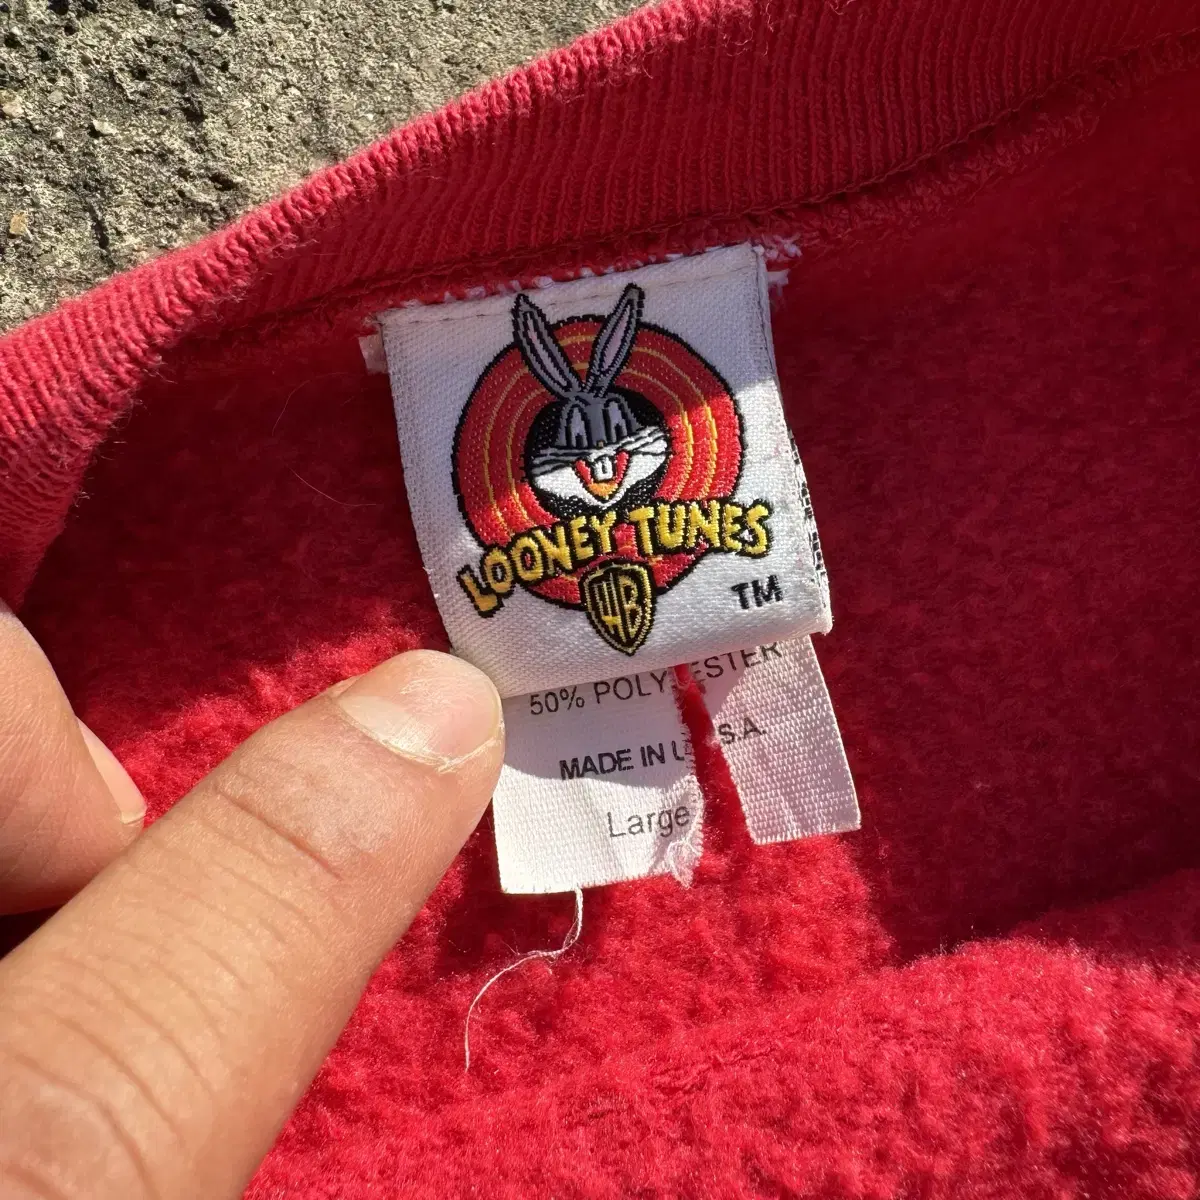 LOONEY TUNES
WB
TM
50% POLYESTER
MADE IN U.S.A.
Large